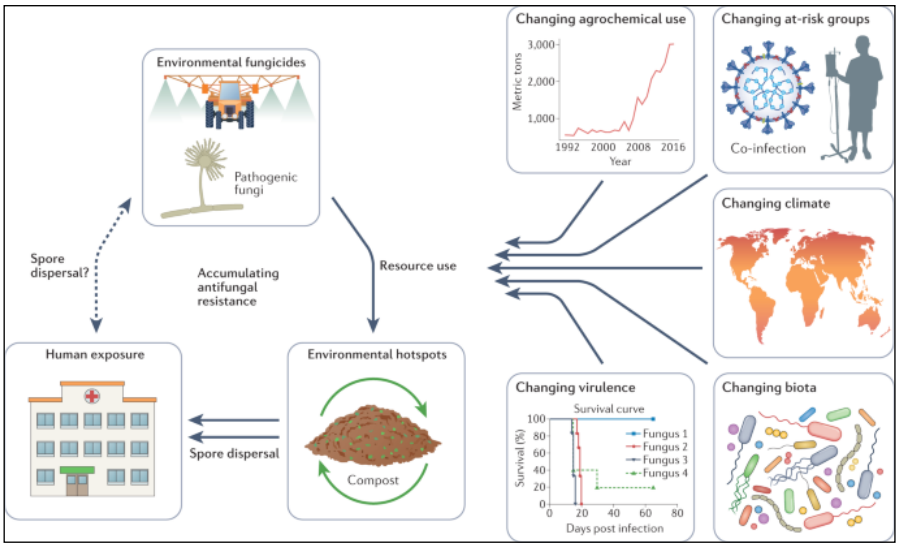 Environmental fungicides
Pathogenic
fungi
Spore
dispersal?
Accumulating
antifungal
resistance
Resource use
Human exposure
Environmental hotspots
Compost
Spore dispersal
Changing agrochemical use
Metric tons
3,000
2,000
1,000
1992
2000
2008
2016
Year
Changing at-risk groups
Co-infection
Changing climate
Changing virulence
Survival curve
Survival (%)
100
80
60
40
20
0
Fungus 1
Fungus 2
Fungus 3
Fungus 4
0
20
40
60
80
Days post infection
Changing biota